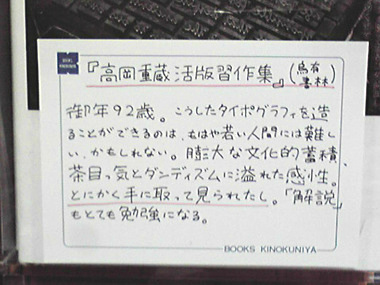 『高岡重蔵活版習作集』(烏有書林)
御年92歳。こうしたタイポグラフィを造
ることができるのは、もはや若い人間には難し
い、かもしれない。膨大な文化的蓄積、
茶目っ気とダンディズムに溢れた感性。
とにかく手に取って見られたし。「解説」
もとても勉強になる。
BOOKS KINOKUNIYA